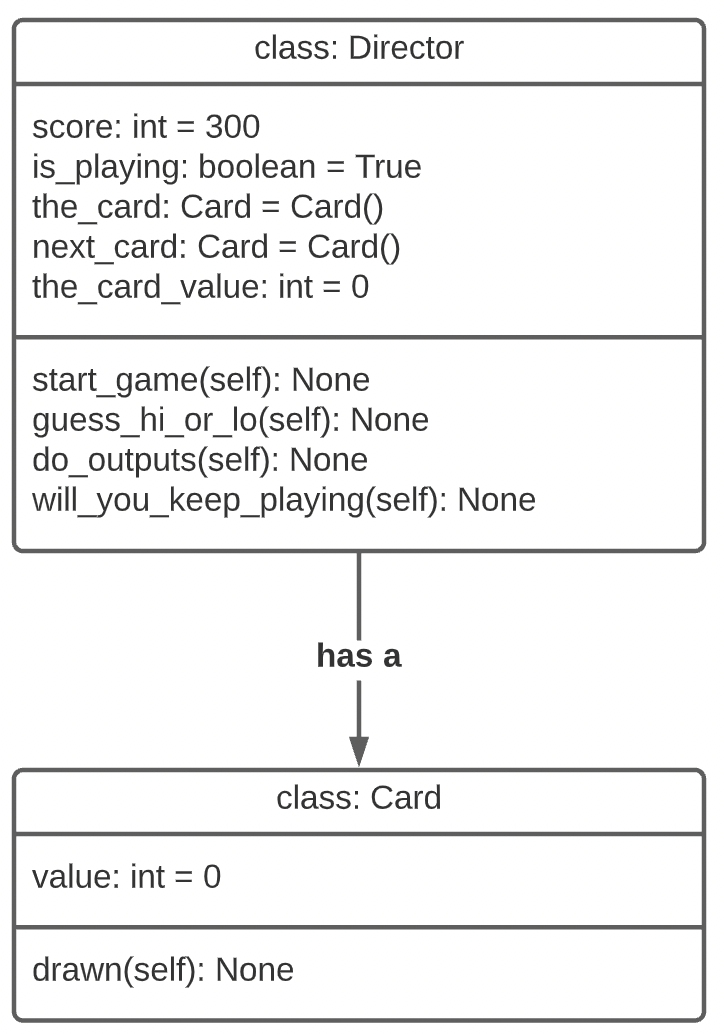 class: Director
score: int = 300
is_playing: boolean = True
the_card: Card = Card()
next_card: Card = Card()
the_card_value: int = 0
start_game(self): None
guess_hi_or_lo(self): None
do_outputs(self): None
will_you_keep_playing(self): None
has a
class: Card
value: int = 0
drawn(self): None